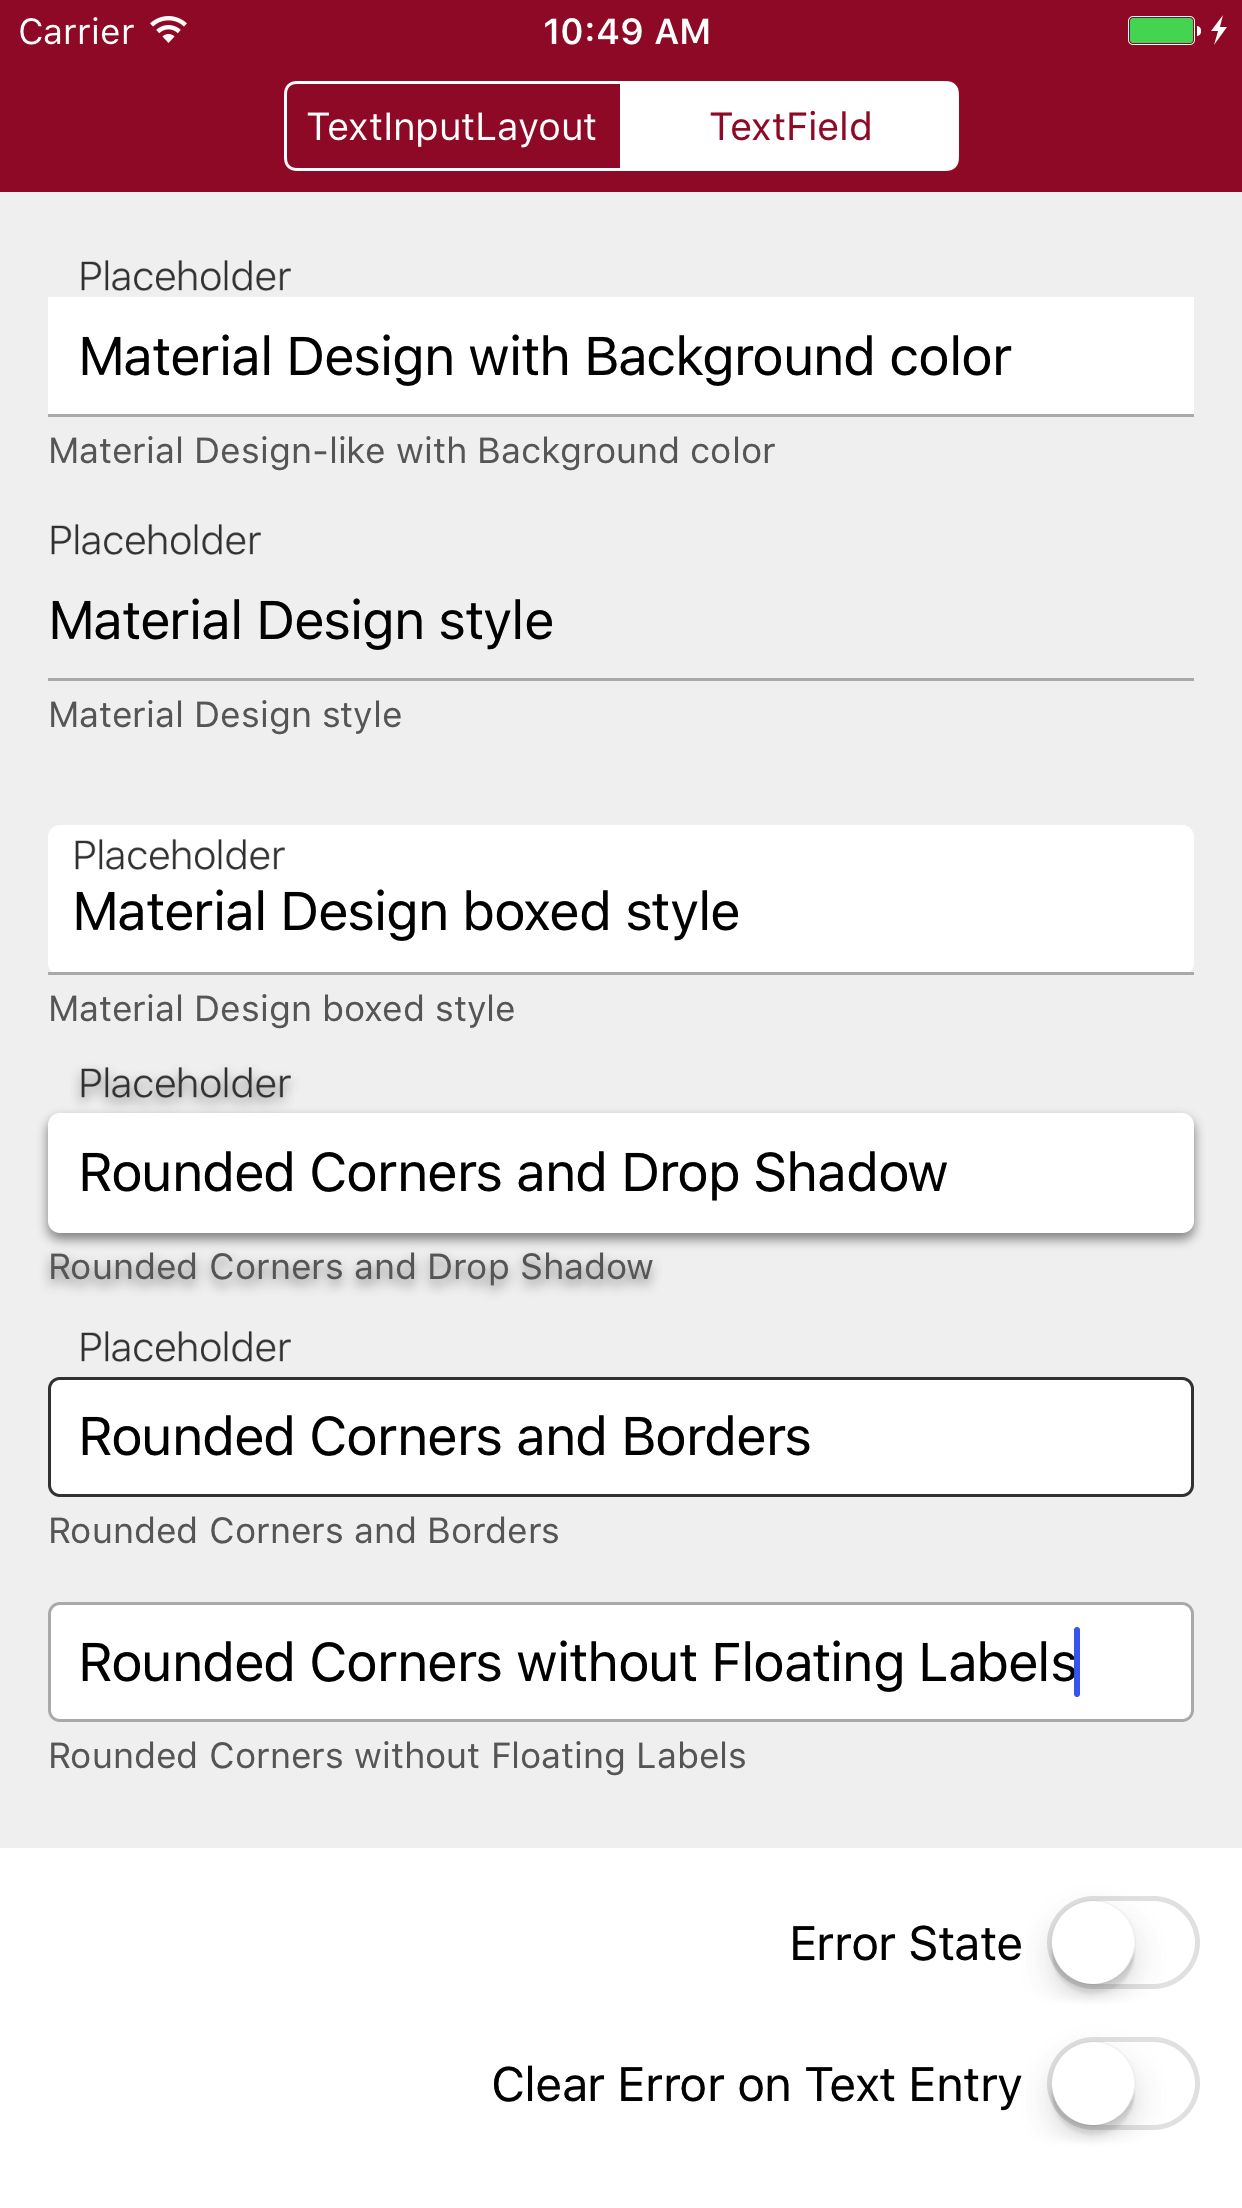 Carrier 10:49 AM
TextInputLayout TextField
Placeholder
Material Design with Background color
Material Design-like with Background color
Placeholder
Material Design style
Material Design style
Placeholder
Material Design boxed style
Material Design boxed style
Placeholder
Rounded Corners and Drop Shadow
Rounded Corners and Drop Shadow
Placeholder
Rounded Corners and Borders
Rounded Corners and Borders
Rounded Corners without Floating Labels
Rounded Corners without Floating Labels
Error State
Clear Error on Text Entry